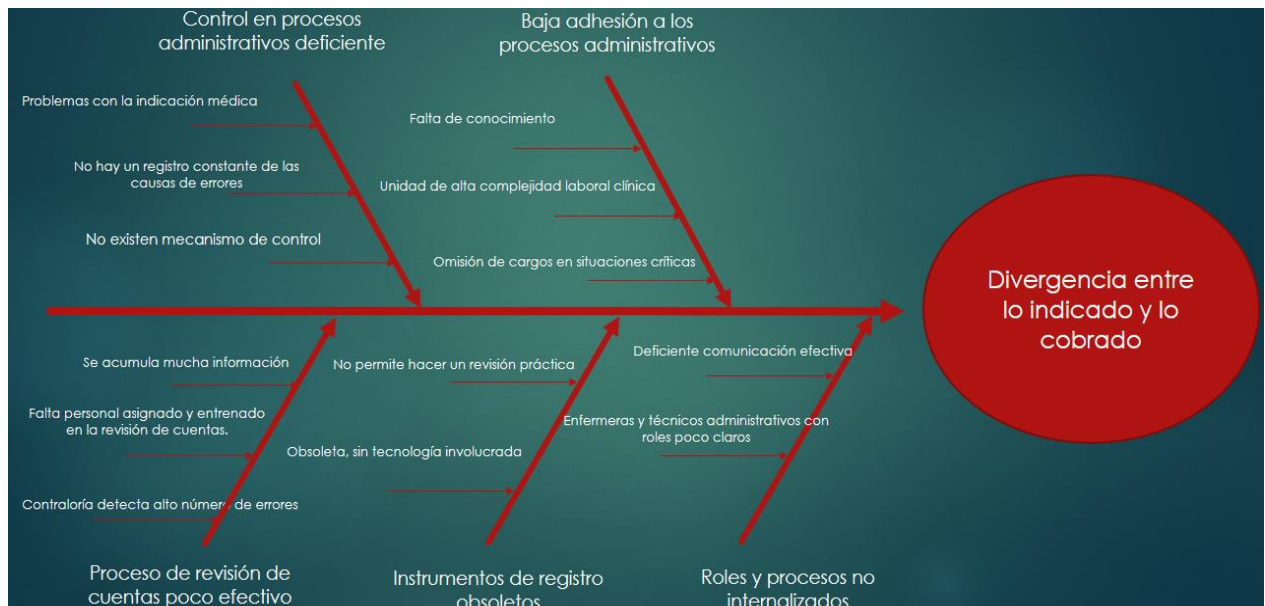 Control en procesos
administrativos deficiente
Baja adhesión a los
procesos administrativos
Problemas con la indicación médica
No hay un registro constante de las
causas de errores
No existen mecanismo de control
Falta de conocimiento
Unidad de alta complejidad laboral clínica
Omisión de cargos en situaciones críticas
Divergencia entre
lo indicado y lo
cobrado
Se acumula mucha información
Falta personal asignado y entrenado
en la revisión de cuentas.
Contraloría detecta alto número de errores
No permite hacer un revisión práctica
Obsoleta, sin tecnología involucrada
Deficiente comunicación efectiva
Enfermeras y técnicos administrativos con
roles poco claros
Proceso de revisión de
cuentas poco efectivo
Instrumentos de registro
obsoletos
Roles y procesos no
internalizados